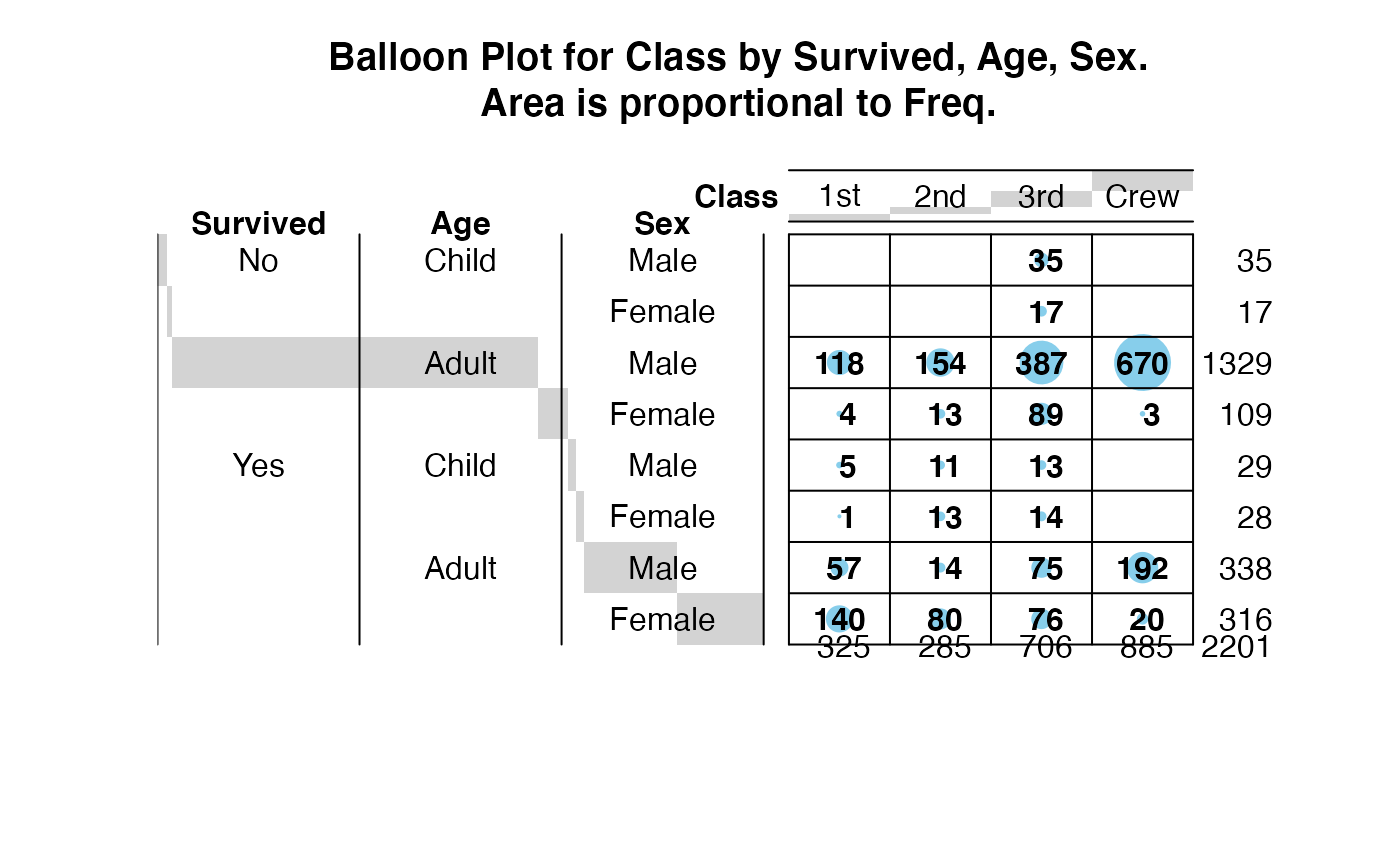 Balloon Plot for Class by Survived, Age, Sex.
Area is proportional to Freq.
Class 1st 2nd 3rd Crew
Survived Age Sex
No Child Male 35 35
Female 17 17
Adult Male 118 154 387 670 1329
Female 4 13 89 3 109
Yes Child Male 5 11 13 29
Female 1 13 14 28
Adult Male 57 14 75 192 338
Female 140 80 76 20 316
325 285 706 885 2201